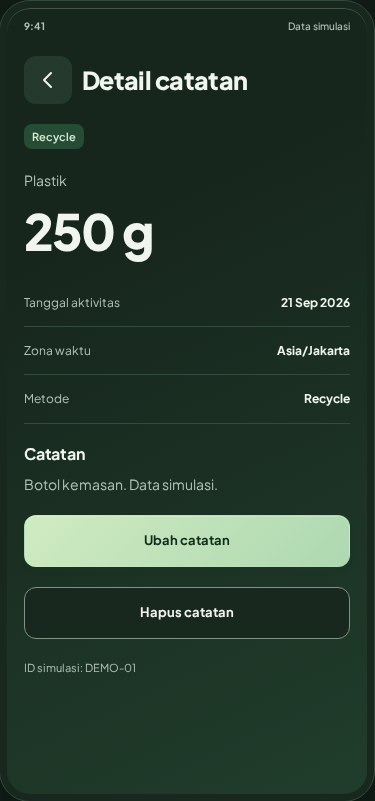 9:41 Data simulasi
Detail catatan
Recycle
Plastik
250 g
Tanggal aktivitas 21 Sep 2026
Zona waktu Asia/Jakarta
Metode Recycle
Catatan
Botol kemasan. Data simulasi.
Ubah catatan
Hapus catatan
ID simulasi: DEMO-01